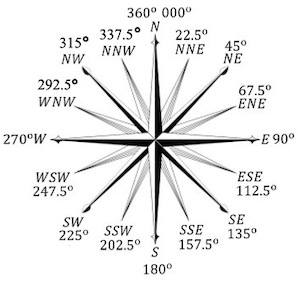 360° 000°
N
337.5°
NNW
22.5°
NNE
315°
NW
45°
NE
292.5°
WNW
67.5°
ENE
270°W
E 90°
WSW
247.5°
ESE
112.5°
SW
225°
SE
135°
SSW
202.5°
SSE
157.5°
S
180°